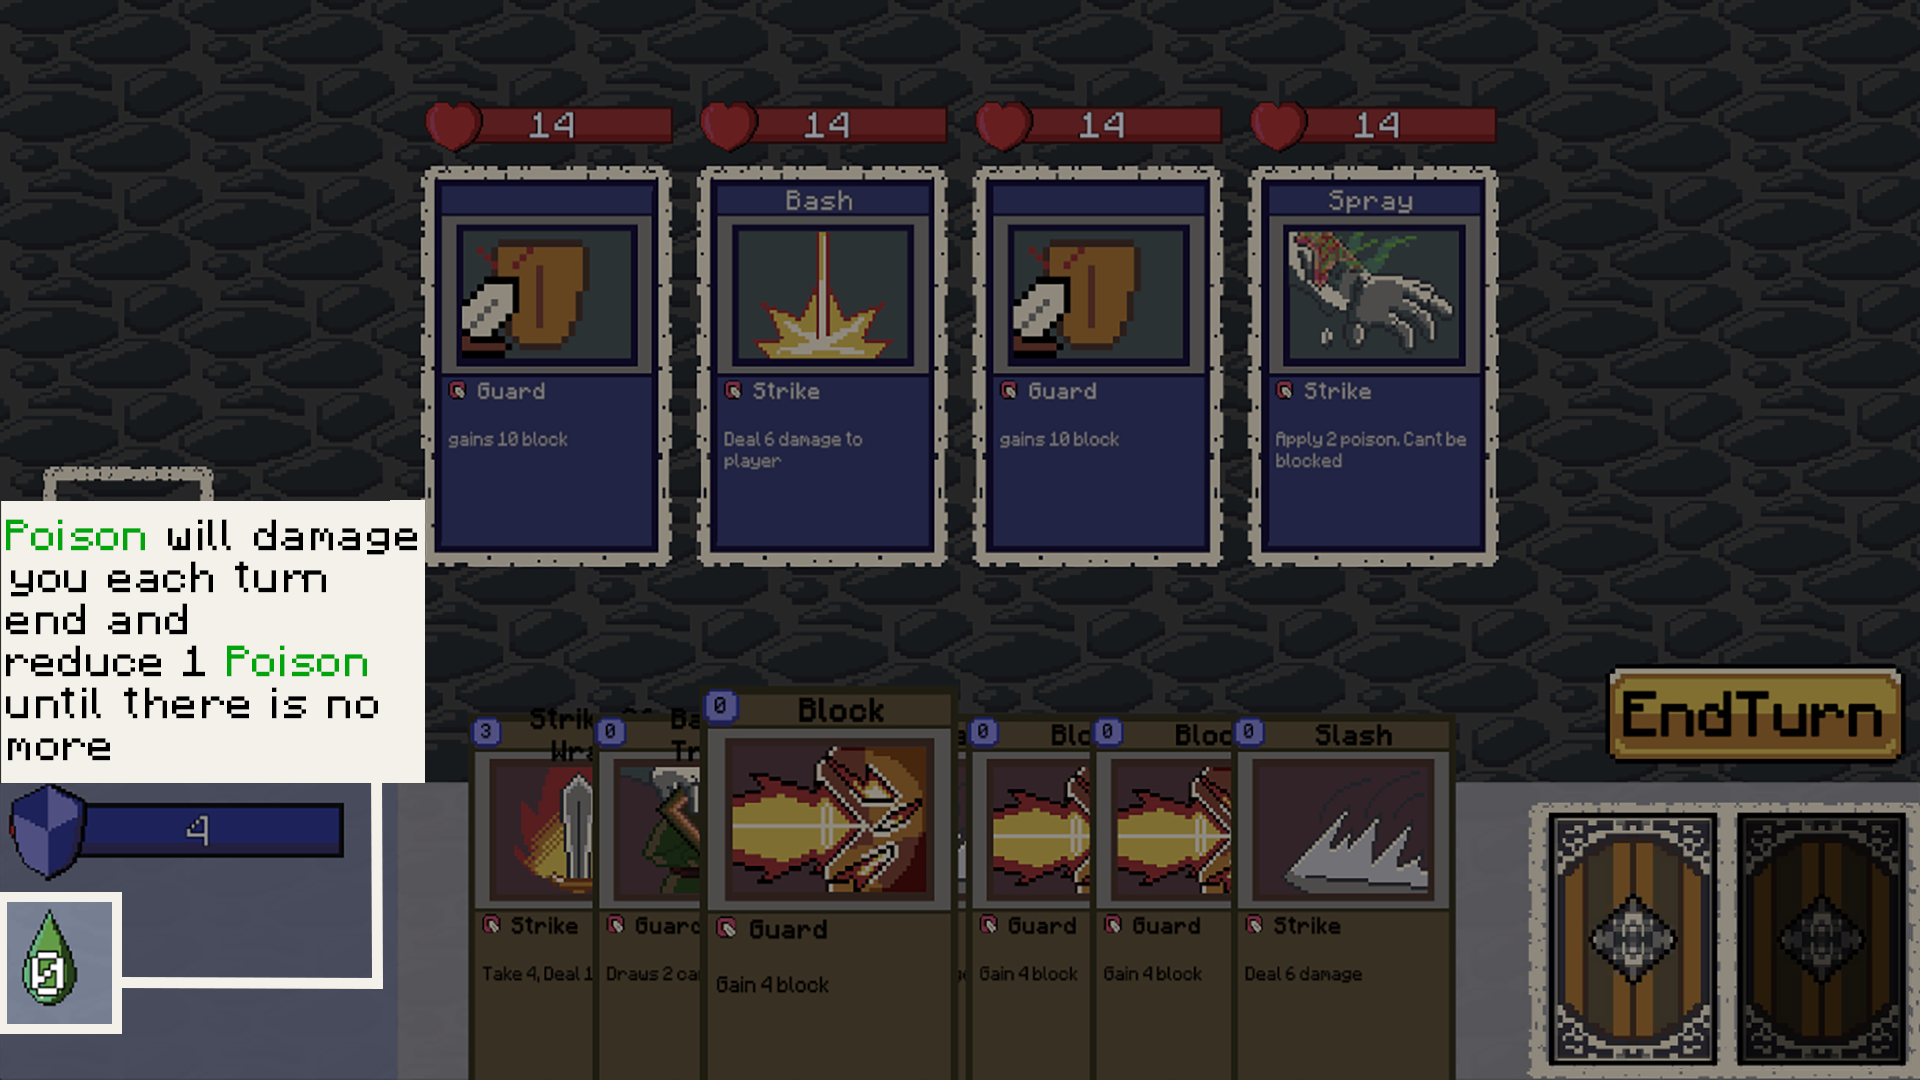 14
14
14
14
Bash
Spray
Guard
Strike
Guard
Strike
gains 10 block
Deal 6 damage to
player
gains 10 block
Apply 2 poison. Cant be
blocked
Poison will damage
you each turn
end and
reduce 1 Poison
until there is no
more
4
0
EndTurn
3
0
0
Block
0
0
0
Slash
Strike
Guard
Guard
Guard
Guard
Strike
Take 4, Deal 1
Draws 2
Gain 4 block
Gain 4 block
Gain 4 block
Deal 6 damage